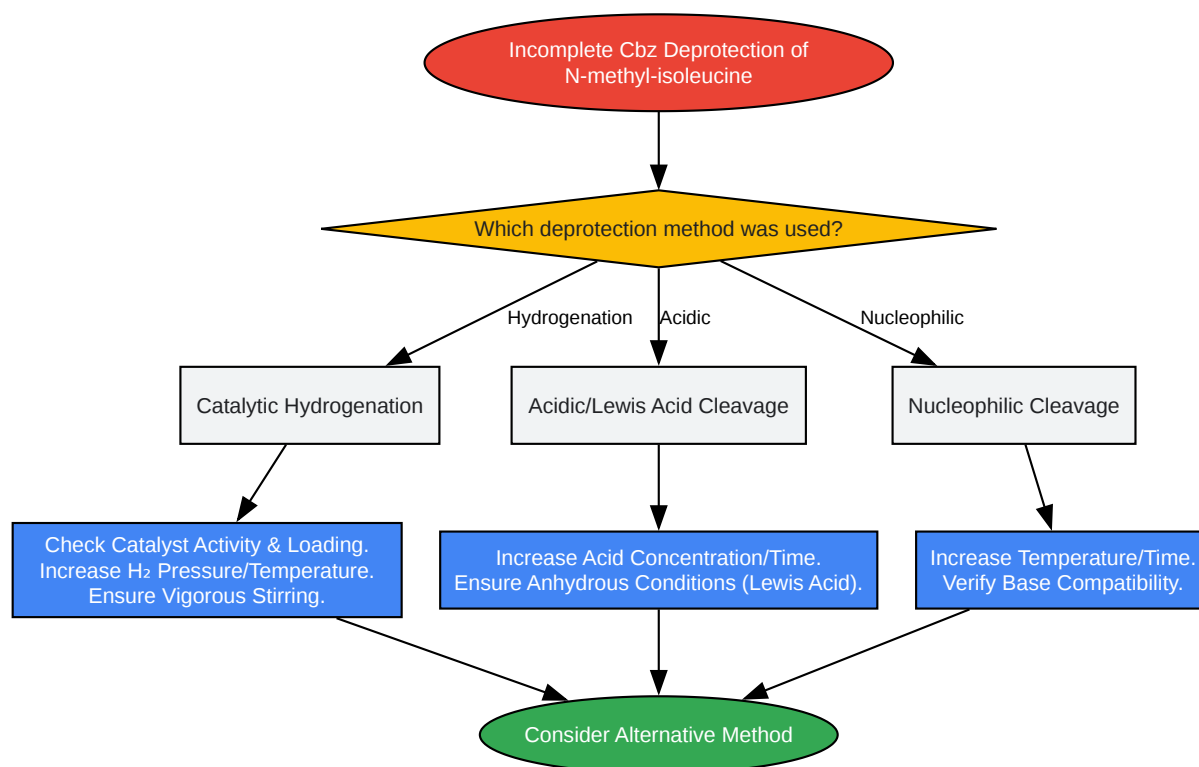 Incomplete Cbz Deprotection of
N-methyl-isoleucine
Which deprotection method was used?
Hydrogenation
Acidic
Nucleophilic
Catalytic Hydrogenation
Acidic/Lewis Acid Cleavage
Nucleophilic Cleavage
Check Catalyst Activity & Loading.
Increase H₂ Pressure/Temperature.
Ensure Vigorous Stirring.
Increase Acid Concentration/Time.
Ensure Anhydrous Conditions (Lewis Acid).
Increase Temperature/Time.
Verify Base Compatibility.
Consider Alternative Method